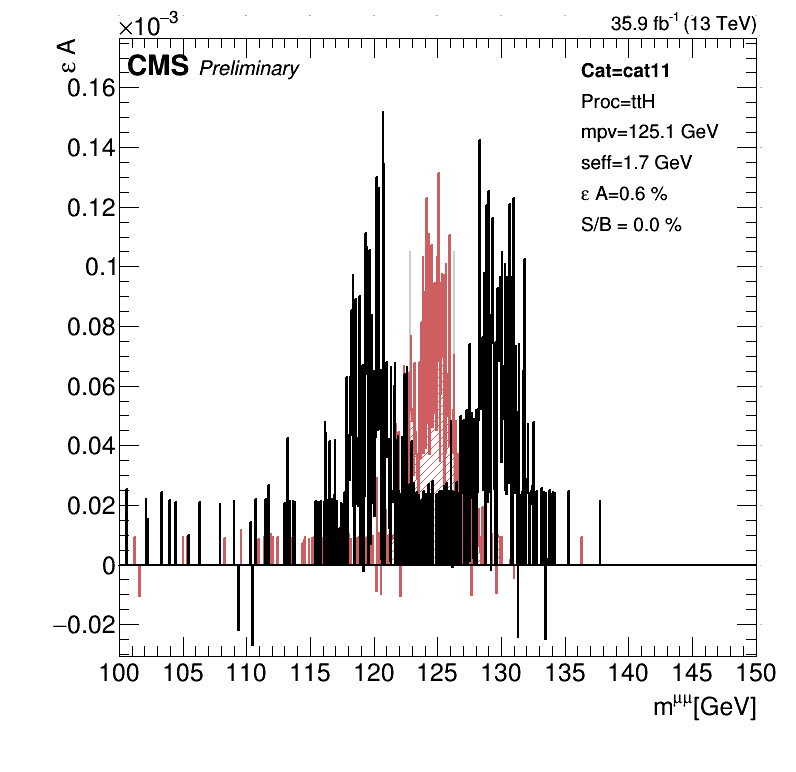 ×10⁻³
35.9 fb⁻¹ (13 TeV)
ε A
CMS Preliminary
Cat=cat11
Proc=ttH
mpv=125.1 GeV
seff=1.7 GeV
ε A=0.6 %
S/B = 0.0 %
0.16
0.14
0.12
0.1
0.08
0.06
0.04
0.02
0
−0.02
100 105 110 115 120 125 130 135 140 145 150
m^μμ[GeV]